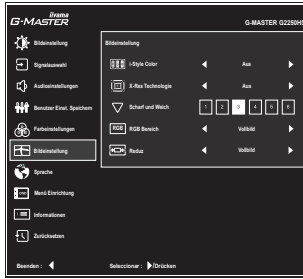 iiyama
G-MASTER
G-MASTER G2250HS
Bildeinstellung
Signalauswahl
Audioeinstellungen
Benutzer Einst. Speichern
Farbeinstellungen
Bildeinstellung
Sprache
Menü Einrichtung
Informationen
Zurücksetzen
Bildeinstellung
i-Style Color Aus
X-Res Technologie Aus
Scharf und Weich 1 2 3 4 5 6
RGB RGB Bereich Vollbild
Reduz Vollbild
Beenden : Seleccionar : /Drücken